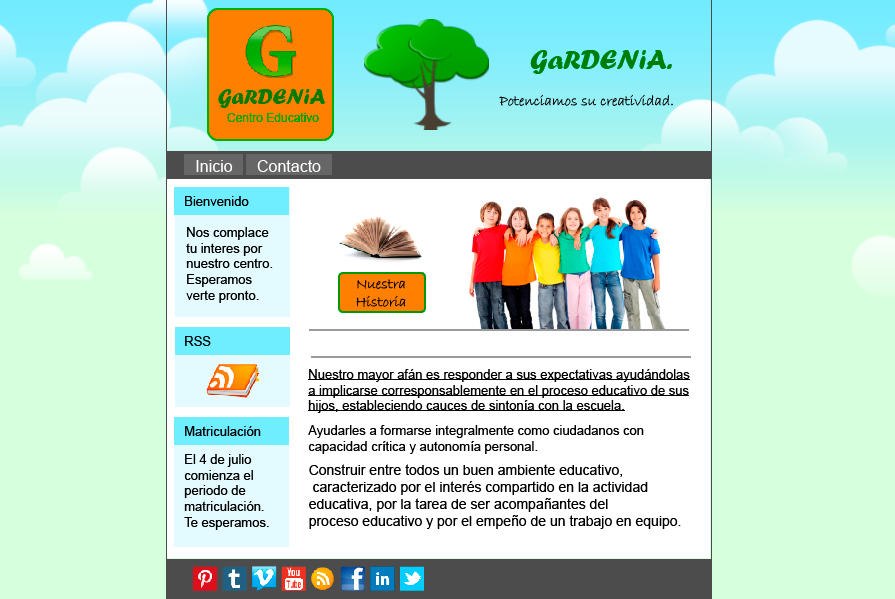 G
GaRDENiA
Centro Educativo
GaRDENiA.
Potenciamos su creatividad.
Inicio
Contacto
Bienvenido
Nos complace
tu interes por
nuestro centro.
Esperamos
verte pronto.
RSS
Matriculación
El 4 de julio
comienza el
periodo de
matriculación.
Te esperamos.
Nuestra
Historia
Nuestro mayor afán es responder a sus expectativas ayudándolas
a implicarse corresponsablemente en el proceso educativo de sus
hijos, estableciendo cauces de sintonía con la escuela.
Ayudarles a formarse integralmente como ciudadanos con
capacidad crítica y autonomía personal.
Construir entre todos un buen ambiente educativo,
caracterizado por el interés compartido en la actividad
educativa, por la tarea de ser acompañantes del
proceso educativo y por el empeño de un trabajo en equipo.
You
Tube
in